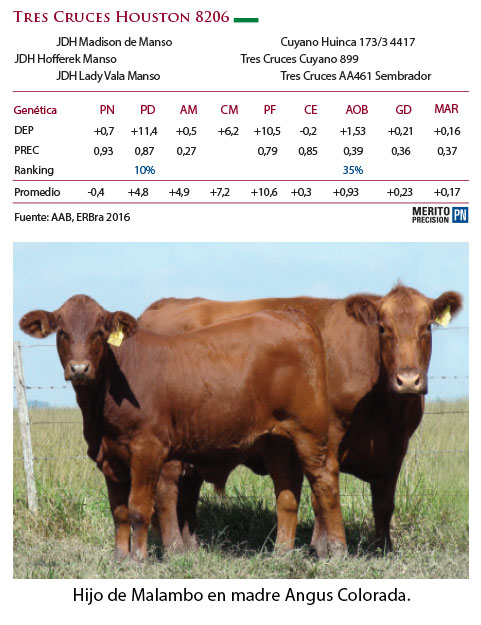 Tres Cruces Houston 8206
JDH Madison de Manso Cuyano Huinca 173/3 4417
JDH Hofferek Manso Tres Cruces Cuyano 899
JDH Lady Vala Manso Tres Cruces AA461 Sembrador
Genética PN PD AM CM PF CE AOB GD MAR
DEP +0,7 +11,4 +0,5 +6,2 +10,5 -0,2 +1,53 +0,21 +0,16
PREC 0,93 0,87 0,27 0,79 0,85 0,39 0,36 0,37
Ranking 10% 35%
Promedio -0,4 +4,8 +4,9 +7,2 +10,6 +0,3 +0,93 +0,23 +0,17
Fuente: AAB, ERBra 2016
MERITO
PRECISION PN
Hijo de Malambo en madre Angus Colorada.